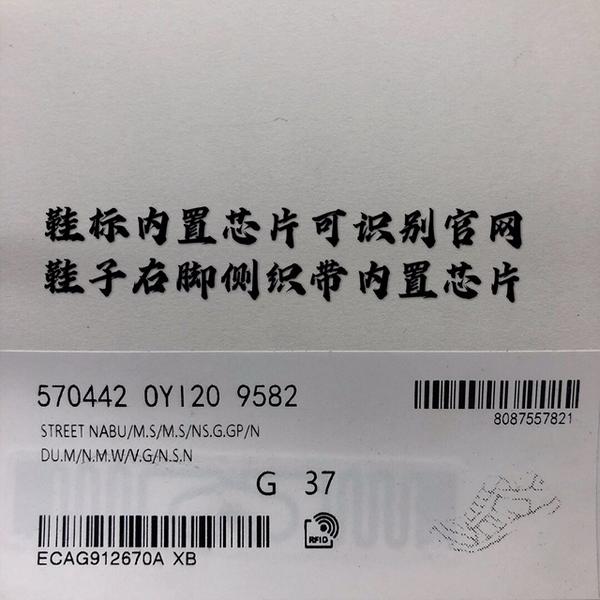 鞋标内置芯片可识别官网
鞋子右脚侧织带内置芯片
570442 0YI20 9582
8087557821
STREET NABU/M.S/M.S/NS.G.GP/N
DU.M/N.M.W/V.G/N.S.N
G 37
RFID
ECAG912670A XB